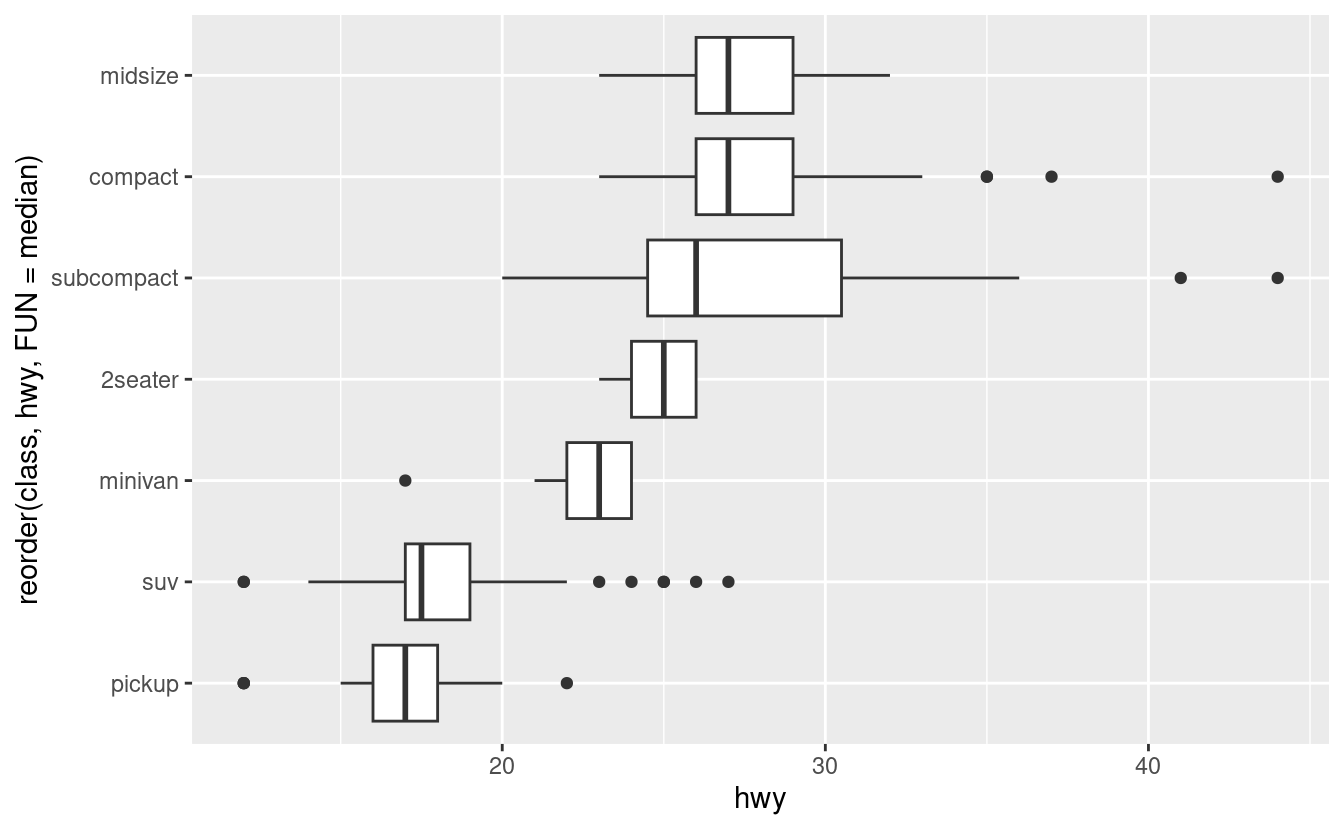 reorder(class, hwy, FUN = median)
midsize
compact
subcompact
2seater
minivan
suv
pickup
20 30 40
hwy